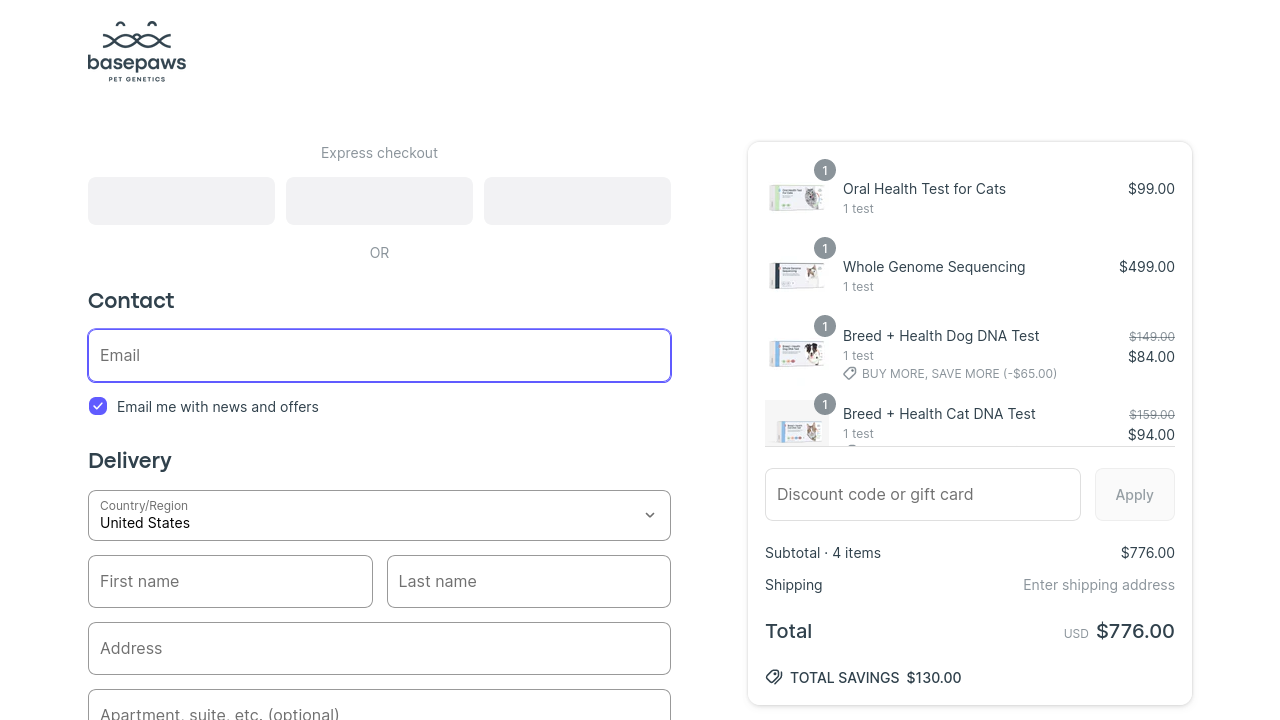 basepaws
PET GENETICS
Express checkout
OR
Contact
Email
Email me with news and offers
Delivery
Country/Region
United States
First name
Last name
Address
Apartment, suite, etc. (optional)
1
Oral Health Test for Cats
$99.00
1 test
1
Whole Genome Sequencing
$499.00
1 test
1
Breed + Health Dog DNA Test
$149.00
1 test
$84.00
BUY MORE, SAVE MORE (-$65.00)
1
Breed + Health Cat DNA Test
$159.00
1 test
$94.00
Discount code or gift card
Apply
Subtotal · 4 items
$776.00
Shipping
Enter shipping address
Total
USD $776.00
TOTAL SAVINGS $130.00